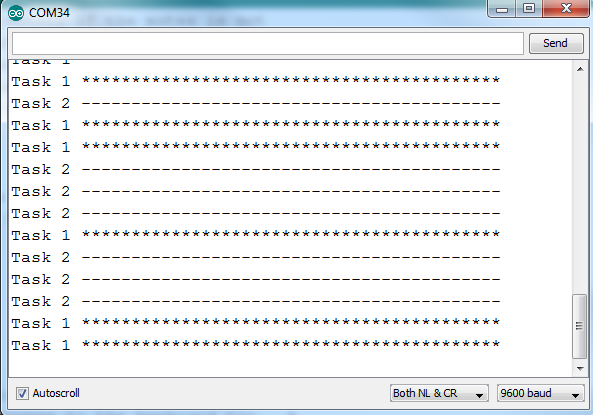 COM34
Send
Task 1
Task 1 ******************************************
Task 2 ------------------------------------------
Task 1 ******************************************
Task 1 ******************************************
Task 2 ------------------------------------------
Task 2 ------------------------------------------
Task 2 ------------------------------------------
Task 1 ******************************************
Task 2 ------------------------------------------
Task 2 ------------------------------------------
Task 2 ------------------------------------------
Task 1 ******************************************
Task 1 ******************************************
Autoscroll Both NL & CR 9600 baud